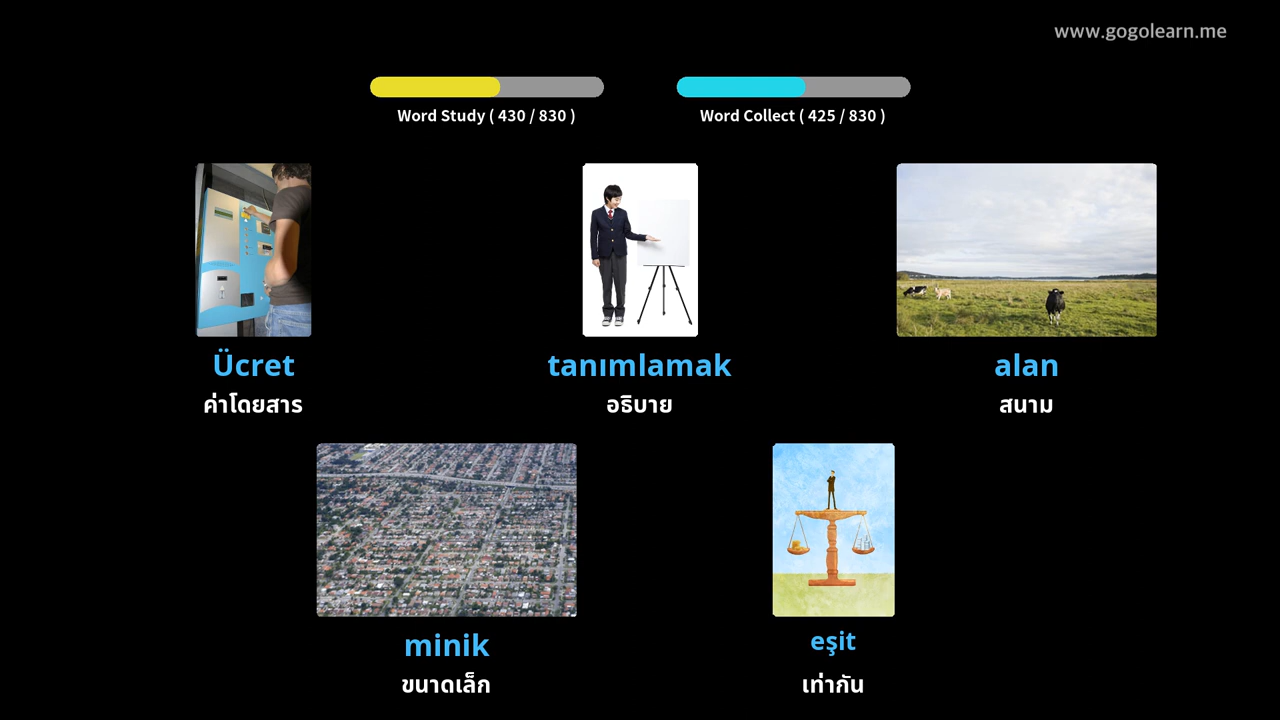 www.gogolearn.me
Word Study ( 430 / 830 )
Word Collect ( 425 / 830 )
Ücret
ค่าโดยสาร
tanımlamak
อธิบาย
alan
สนาม
minik
ขนาดเล็ก
eşit
เท่ากัน